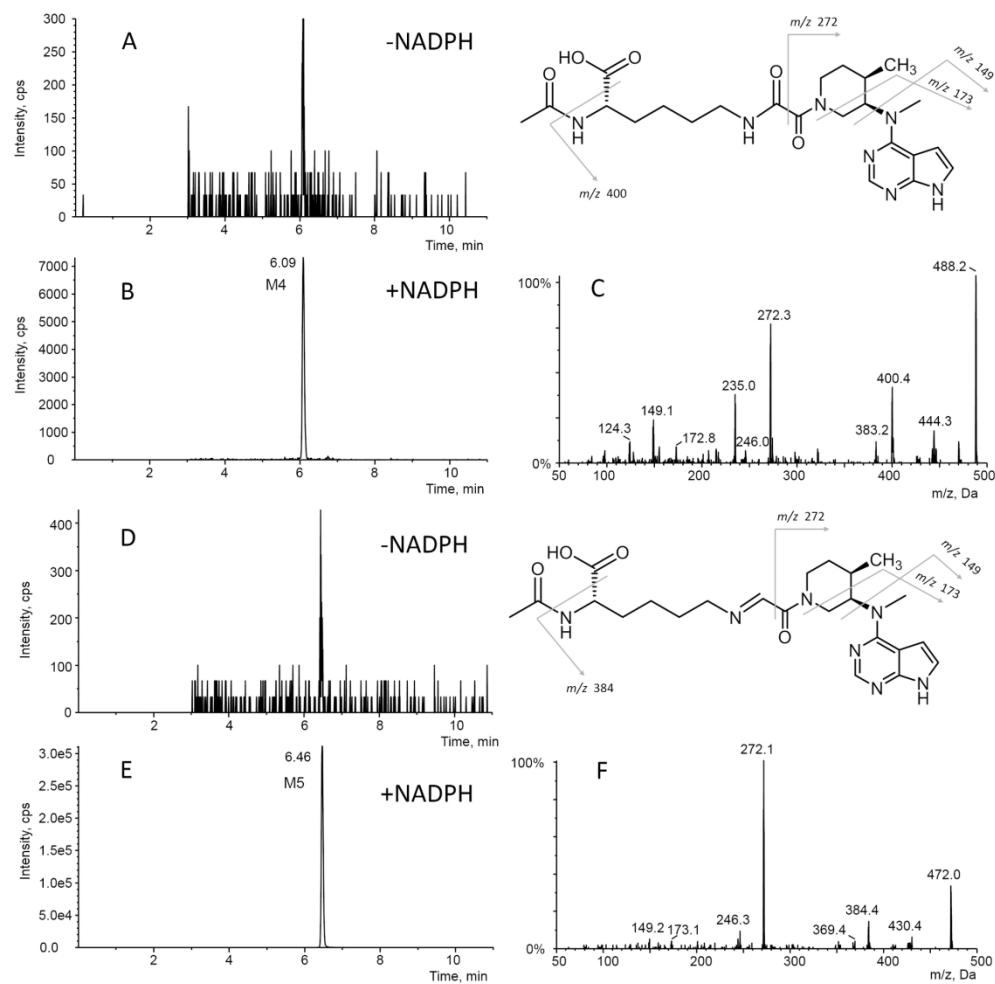 A
-NADPH
Intensity, cps
300
250
200
150
100
50
0
2
4
6
8
10
Time, min
m/z 272
m/z 149
m/z 173
m/z 400
HO
O
O
N
H
N
H
O
O
N
CH₃
N
N
N
N
H
B
6.09
M4
+NADPH
Intensity, cps
7000
6000
5000
4000
3000
2000
1000
0
2
4
6
8
10
Time, min
C
100%
0%
488.2
272.3
400.4
235.0
149.1
124.3
172.8
246.0
383.2
444.3
50
100
200
300
400
500
m/z, Da
D
-NADPH
Intensity, cps
400
300
200
100
0
2
4
6
8
10
Time, min
m/z 272
m/z 149
m/z 173
m/z 384
HO
O
O
N
H
N
O
N
CH₃
N
N
N
N
H
E
6.46
M5
+NADPH
Intensity, cps
3.0e5
2.5e5
2.0e5
1.5e5
1.0e5
5.0e4
0.0
2
4
6
8
10
Time, min
F
100%
0%
272.1
472.0
384.4
246.3
149.2
173.1
369.4
430.4
50
100
200
300
400
500
m/z, Da